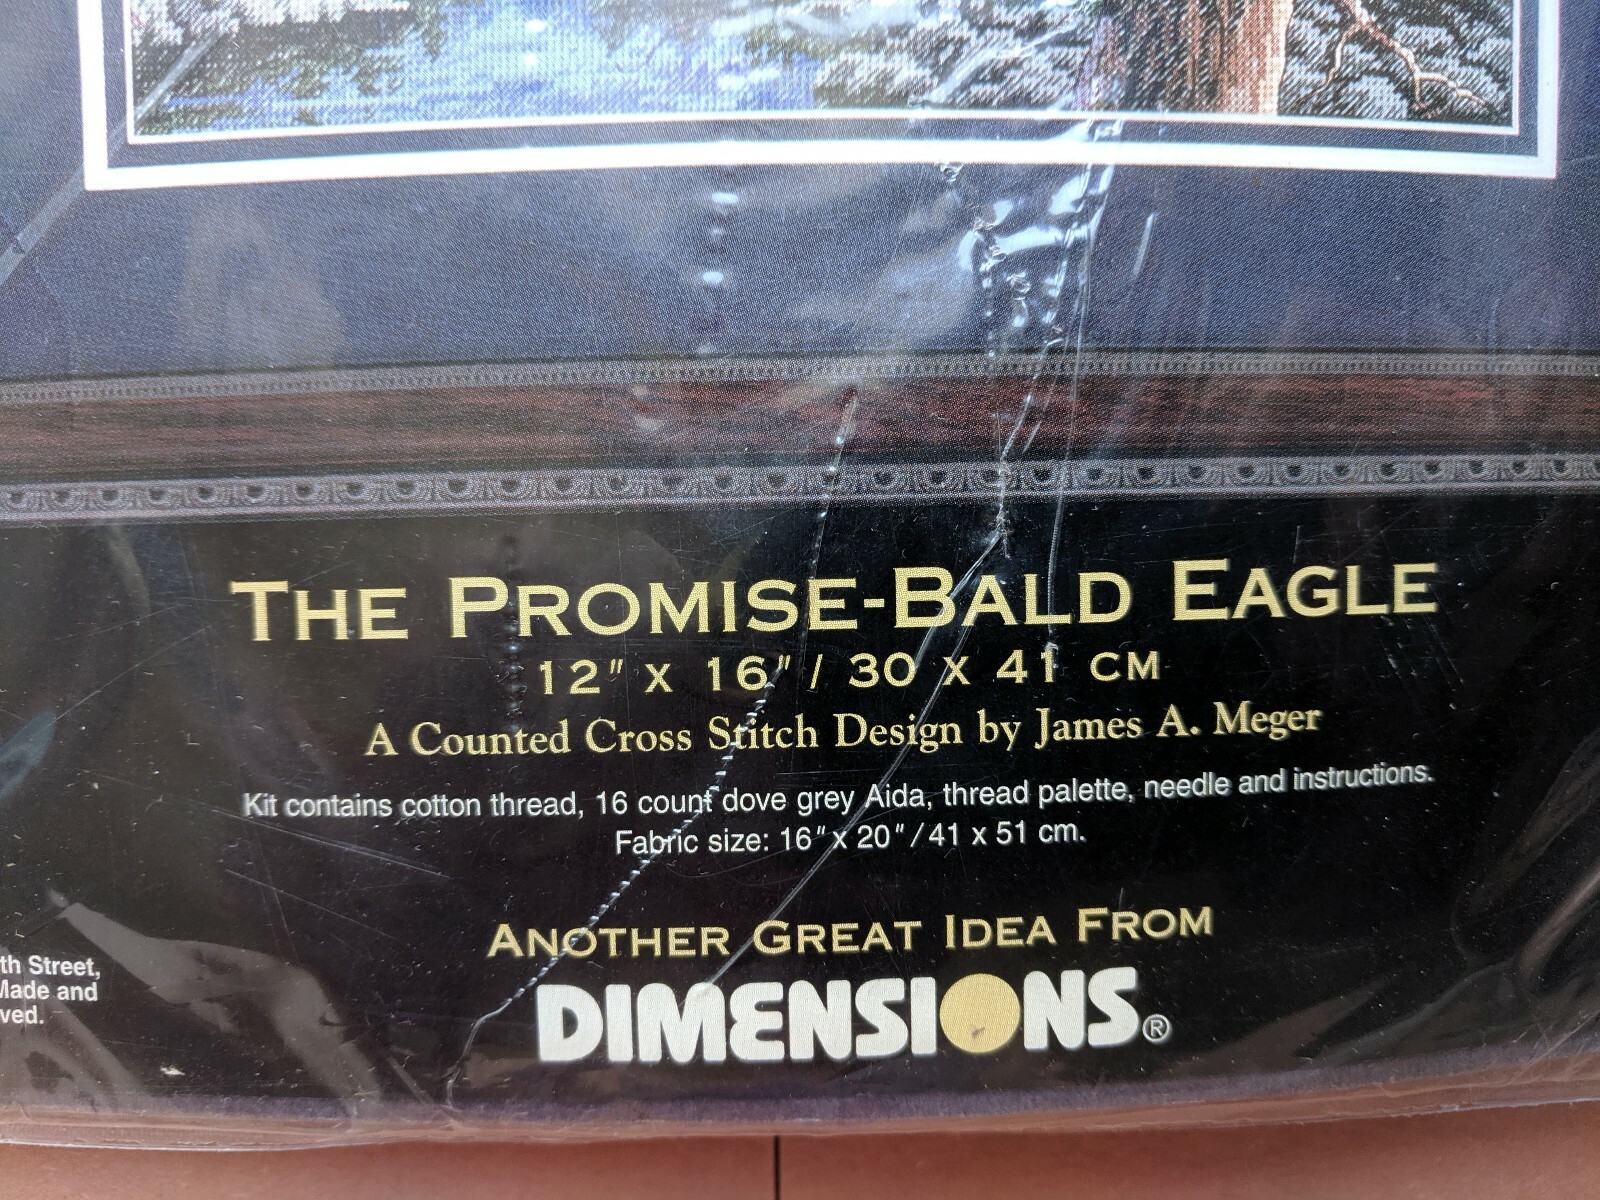 THE PROMISE-BALD EAGLE
12" X 16" / 30 X 41 CM
A Counted Cross Stitch Design by James A. Meger
Kit contains cotton thread, 16 count dove grey Aida, thread palette, needle and instructions.
Fabric size: 16" x 20" / 41 x 51 cm.
ANOTHER GREAT IDEA FROM
DIMENSIONS®
th Street,
Made and
ved.